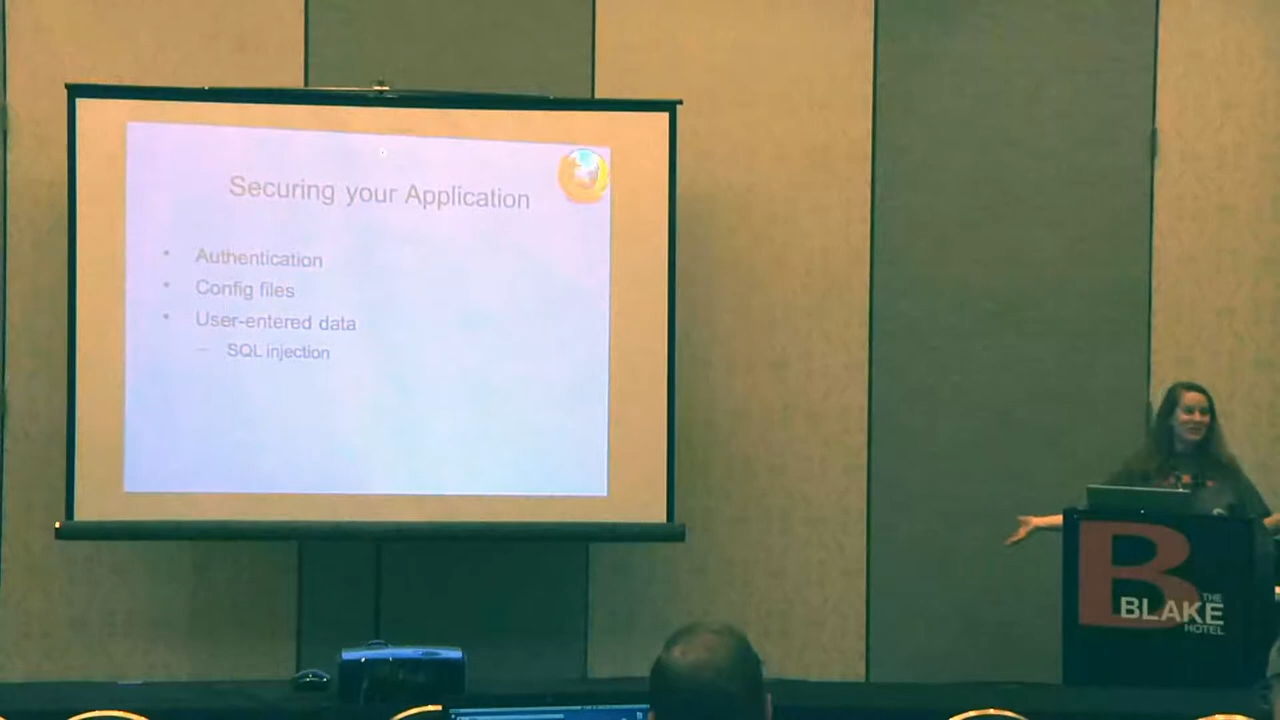 Securing your Application
• Authentication
• Config files
• User-entered data
– SQL injection
B
THE
BLAKE
HOTEL